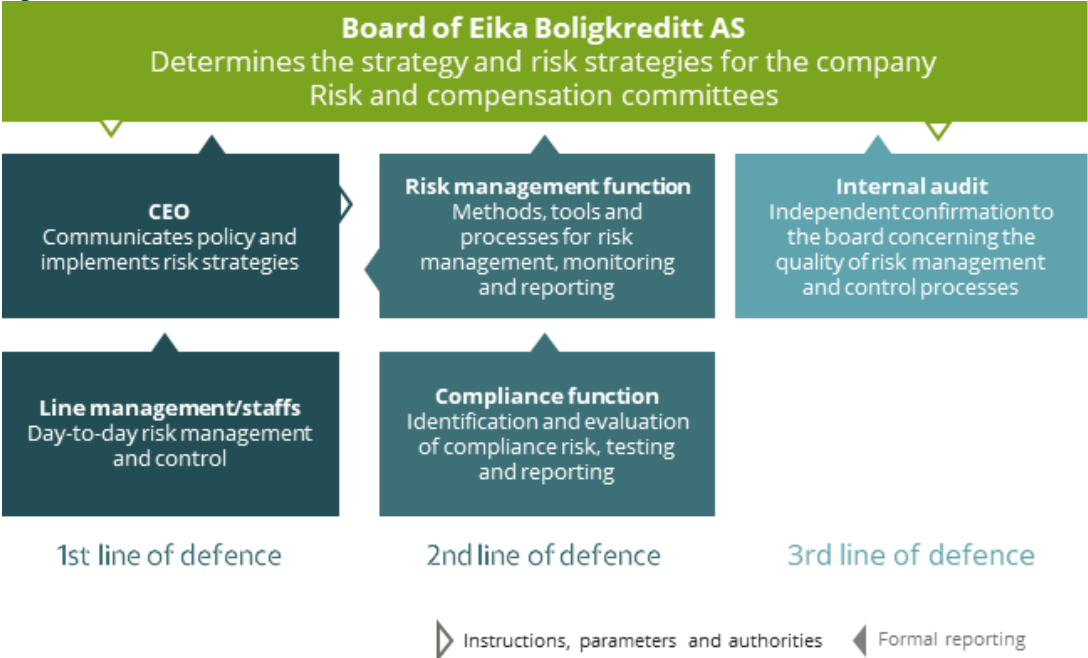 Board of Eika Boligkreditt AS
Determines the strategy and risk strategies for the company
Risk and compensation committees
CEO
Communicates policy and
implements risk strategies
Risk management function
Methods, tools and
processes for risk
management, monitoring
and reporting
Internal audit
Independent confirmation to
the board concerning the
quality of risk management
and control processes
Line management/staffs
Day-to-day risk management
and control
Compliance function
Identification and evaluation
of compliance risk, testing
and reporting
1st line of defence
2nd line of defence
3rd line of defence
Instructions, parameters and authorities
Formal reporting